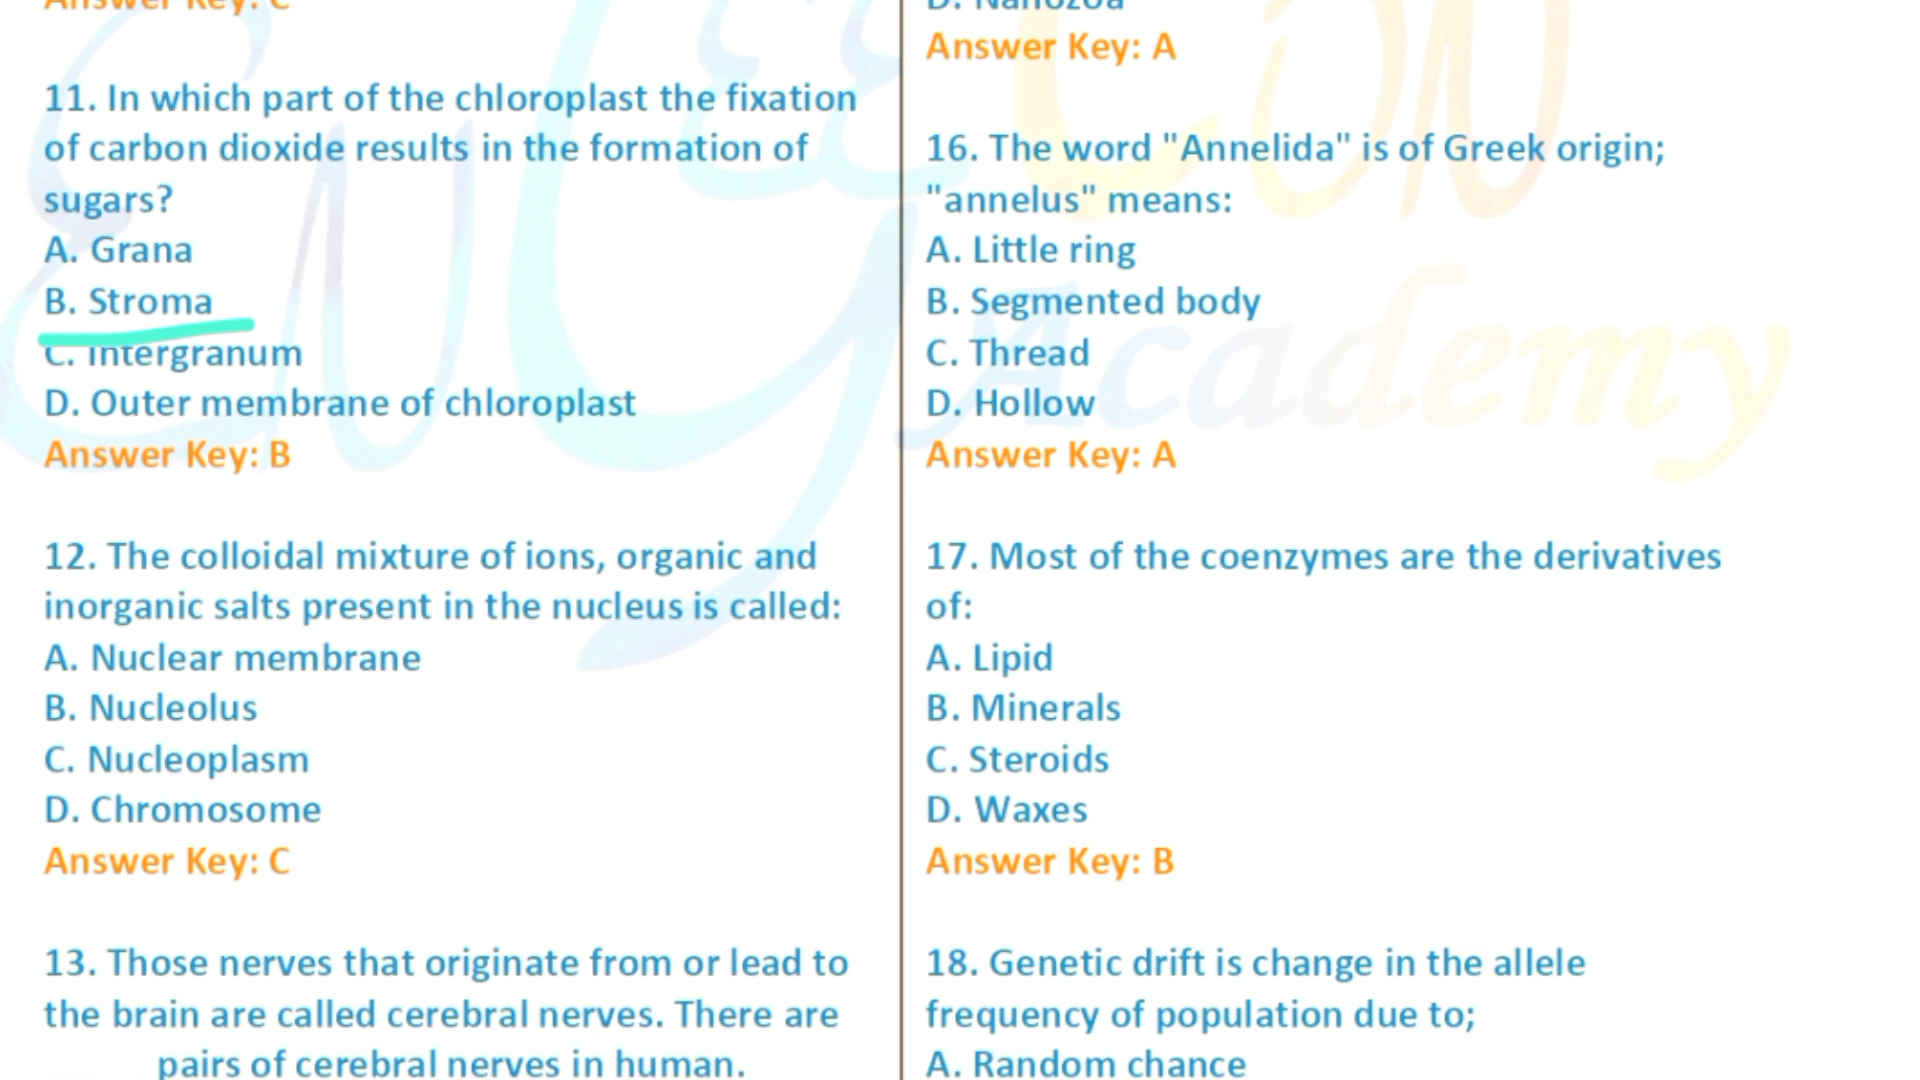 Answer Key: C
11. In which part of the chloroplast the fixation
of carbon dioxide results in the formation of
sugars?
A. Grana
B. Stroma
C. Intergranum
D. Outer membrane of chloroplast
Answer Key: B
12. The colloidal mixture of ions, organic and
inorganic salts present in the nucleus is called:
A. Nuclear membrane
B. Nucleolus
C. Nucleoplasm
D. Chromosome
Answer Key: C
13. Those nerves that originate from or lead to
the brain are called cerebral nerves. There are
_____ pairs of cerebral nerves in human.
D. Nanozoa
Answer Key: A
16. The word "Annelida" is of Greek origin;
"annelus" means:
A. Little ring
B. Segmented body
C. Thread
D. Hollow
Answer Key: A
17. Most of the coenzymes are the derivatives
of:
A. Lipid
B. Minerals
C. Steroids
D. Waxes
Answer Key: B
18. Genetic drift is change in the allele
frequency of population due to;
A. Random chance
Academy